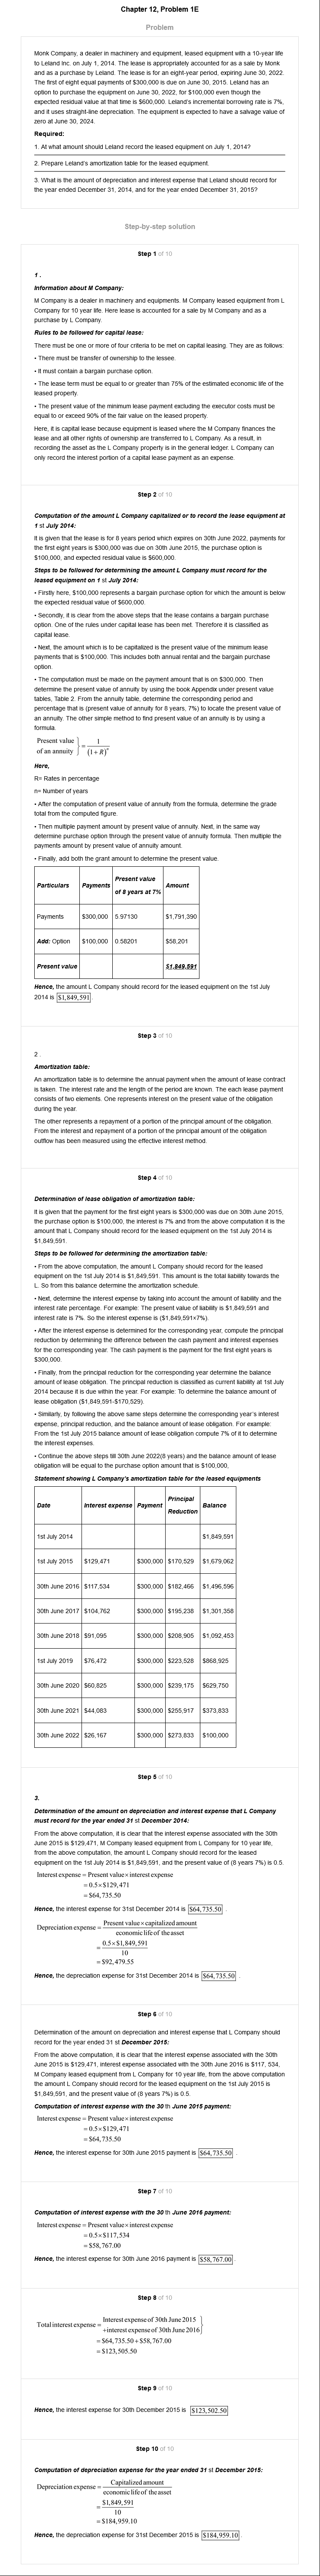 Chapter 12, Problem 1E
Problem
Monk Company, a dealer in machinery and equipment, leased equipment with a 10-year life
to Leland Inc. on July 1, 2014. The lease is appropriately accounted for as a sale by Monk
and as a purchase by Leland. The lease is for an eight-year period, expiring June 30, 2022.
The first of eight equal payments of $300,000 is due on June 30, 2015. Leland has an
option to purchase the equipment on June 30, 2022, for $100,000 even though the
expected residual value at that time is $600,000. Leland's incremental borrowing rate is 7%,
and it uses straight-line depreciation. The equipment is expected to have a salvage value of
zero at June 30, 2024.
Required:
1. At what amount should Leland record the leased equipment on July 1, 2014?
2. Prepare Leland's amortization table for the leased equipment.
3. What is the amount of depreciation and interest expense that Leland should record for
the year ended December 31, 2014, and for the year ended December 31, 2015?
Step-by-step solution
Step 1 of 10
1 .
Information about M Company:
M Company is a dealer in machinery and equipments. M Company leased equipment from L
Company for 10 year life. Here lease is accounted for a sale by M Company and as a
purchase by L Company.
Rules to be followed for capital lease:
There must be one or more of four criteria to be met on capital leasing. They are as follows:
• There must be transfer of ownership to the lessee.
• It must contain a bargain purchase option.
• The lease term must be equal to or greater than 75% of the estimated economic life of the
leased property.
• The present value of the minimum lease payment excluding the executor costs must be
equal to or exceed 90% of the fair value on the leased property.
Here, it is capital lease because equipment is leased where the M Company finances the
lease and all other rights of ownership are transferred to L Company. As a result, in
recording the asset as the L Company property is in the general ledger. L Company can
only record the interest portion of a capital lease payment as an expense.
Step 2 of 10
Computation of the amount L Company capitalized or to record the lease equipment at
1 st July 2014:
It is given that the lease is for 8 years period which expires on 30th June 2022, payments for
the first eight years is $300,000 was due on 30th June 2015, the purchase option is
$100,000, and expected residual value is $600,000.
Steps to be followed for determining the amount L Company must record for the
leased equipment on 1 st July 2014:
• Firstly here, $100,000 represents a bargain purchase option for which the amount is below
the expected residual value of $600,000.
• Secondly, it is clear from the above steps that the lease contains a bargain purchase
option. One of the rules under capital lease has been met. Therefore it is classified as
capital lease.
• Next, the amount which is to be capitalized is the present value of the minimum lease
payments that is $100,000. This includes both annual rental and the bargain purchase
option.
• The computation must be made on the payment amount that is on $300,000. Then
determine the present value of annuity by using the book Appendix under present value
tables, Table 2. From the annuity table, determine the corresponding period and
percentage that is (present value of annuity for 8 years, 7%) to locate the present value of
an annuity. The other simple method to find present value of an annuity is by using a
formula.
Present value
of an annuity } = 1 / (1 + R)^n
Here,
R= Rates in percentage
n= Number of years
• After the computation of present value of annuity from the formula, determine the grade
total from the computed figure.
• Then multiple payment amount by present value of annuity. Next, in the same way
determine purchase option through the present value of annuity formula. Then multiple the
payments amount by present value of annuity amount.
• Finally, add both the grant amount to determine the present value.
Particulars Payments Present value of 8 years at 7% Amount
Payments $300,000 5.97130 $1,791,390
Add: Option $100,000 0.58201 $58,201
Present value $1,849,591
Hence, the amount L Company should record for the leased equipment on the 1st July
2014 is $1,849,591.
Step 3 of 10
2 .
Amortization table:
An amortization table is to determine the annual payment when the amount of lease contract
is taken. The interest rate and the length of the period are known. The each lease payment
consists of two elements. One represents interest on the present value of the obligation
during the year.
The other represents a repayment of a portion of the principal amount of the obligation.
From the interest and repayment of a portion of the principal amount of the obligation
outflow has been measured using the effective interest method.
Step 4 of 10
Determination of lease obligation of amortization table:
It is given that the payment for the first eight years is $300,000 was due on 30th June 2015,
the purchase option is $100,000, the interest is 7% and from the above computation it is the
amount that L Company should record for the leased equipment on the 1st July 2014 is
$1,849,591.
Steps to be followed for determining the amortization table:
• From the above computation, the amount L Company should record for the leased
equipment on the 1st July 2014 is $1,849,591. This amount is the total liability towards the
L. So from this balance determine the amortization schedule.
• Next, determine the interest expense by taking into account the amount of liability and the
interest rate percentage. For example: The present value of liability is $1,849,591 and
interest rate is 7%. So the interest expense is ($1,849,591×7%).
• After the interest expense is determined for the corresponding year, compute the principal
reduction by determining the difference between the cash payment and interest expenses
for the corresponding year. The cash payment is the payment for the first eight years is
$300,000.
• Finally, from the principal reduction for the corresponding year determine the balance
amount of lease obligation. The principal reduction is classified as current liability at 1st July
2014 because it is due within the year. For example: To determine the balance amount of
lease obligation ($1,849,591-$170,529).
• Similarly, by following the above same steps determine the corresponding year's interest
expense, principal reduction, and the balance amount of lease obligation. For example:
From the 1st July 2015 balance amount of lease obligation compute 7% of it to determine
the interest expenses.
• Continue the above steps till 30th June 2022(8 years) and the balance amount of lease
obligation will be equal to the purchase option amount that is $100,000.
Statement showing L Company's amortization table for the leased equipments
Date Interest expense Payment Principal Reduction Balance
1st July 2014 $1,849,591
1st July 2015 $129,471 $300,000 $170,529 $1,679,062
30th June 2016 $117,534 $300,000 $182,466 $1,496,596
30th June 2017 $104,762 $300,000 $195,238 $1,301,358
30th June 2018 $91,095 $300,000 $208,905 $1,092,453
1st July 2019 $76,472 $300,000 $223,528 $868,925
30th June 2020 $60,825 $300,000 $239,175 $629,750
30th June 2021 $44,083 $300,000 $255,917 $373,833
30th June 2022 $26,167 $300,000 $273,833 $100,000
Step 5 of 10
3.
Determination of the amount on depreciation and interest expense that L Company
must record for the year ended 31 st December 2014:
From the above computation, it is clear that the interest expense associated with the 30th
June 2015 is $129,471, M Company leased equipment from L Company for 10 year life,
from the above computation, the amount L Company should record for the leased
equipment on the 1st July 2014 is $1,849,591, and the present value of (8 years 7%) is 0.5.
Interest expense = Present value × interest expense
= 0.5×$129,471
= $64,735.50
Hence, the interest expense for 31st December 2014 is $64,735.50 .
Depreciation expense = Present value × capitalized amount / economic life of the asset
= 0.5×$1,849,591 / 10
= $92,479.55
Hence, the depreciation expense for 31st December 2014 is $64,735.50 .
Step 6 of 10
Determination of the amount on depreciation and interest expense that L Company should
record for the year ended 31 st December 2015:
From the above computation, it is clear that the interest expense associated with the 30th
June 2015 is $129,471, interest expense associated with the 30th June 2016 is $117, 534,
M Company leased equipment from L Company for 10 year life, from the above computation
the amount L Company should record for the leased equipment on the 1st July 2015 is
$1,849,591, and the present value of (8 years 7%) is 0.5.
Computation of interest expense with the 30 th June 2015 payment:
Interest expense = Present value × interest expense
= 0.5×$129,471
= $64,735.50
Hence, the interest expense for 30th June 2015 payment is $64,735.50 .
Step 7 of 10
Computation of interest expense with the 30 th June 2016 payment:
Interest expense = Present value × interest expense
= 0.5×$117,534
= $58,767.00
Hence, the interest expense for 30th June 2016 payment is $58,767.00 .
Step 8 of 10
Total interest expense = Interest expense of 30th June 2015
+interest expense of 30th June 2016 }
= $64,735.50 + $58,767.00
= $123,505.50
Step 9 of 10
Hence, the interest expense for 30th December 2015 is $123,502.50
Step 10 of 10
Computation of depreciation expense for the year ended 31 st December 2015:
Depreciation expense = Capitalized amount / economic life of the asset
= $1,849,591 / 10
= $184,959.10
Hence, the depreciation expense for 31st December 2015 is $184,959.10 .